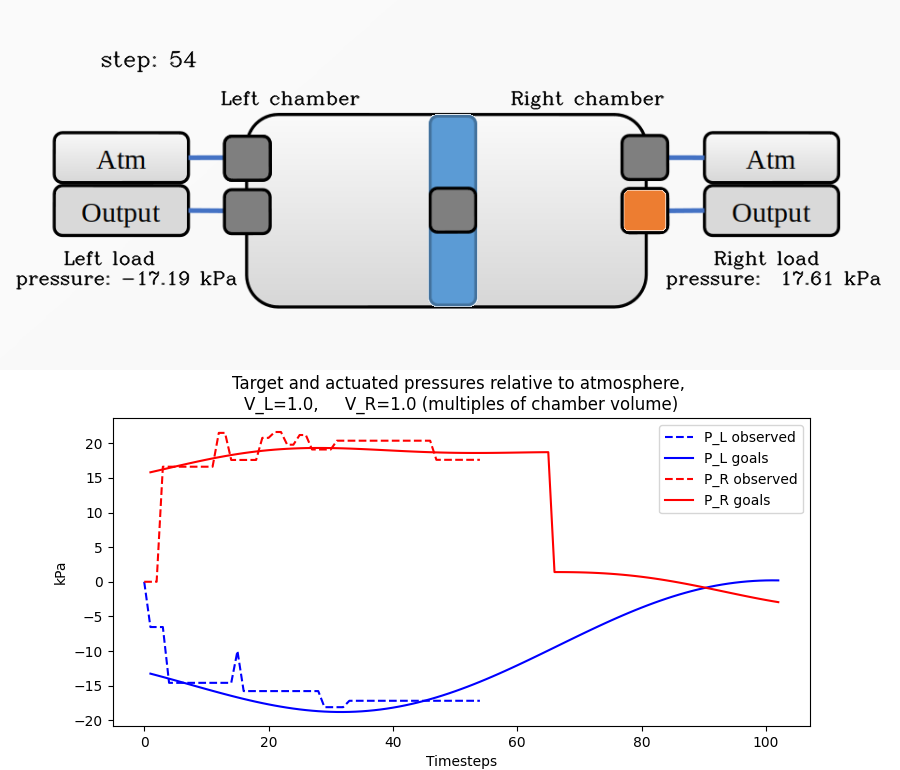 step: 54
Left chamber
Right chamber
Atm
Atm
Output
Output
Left load
pressure: −17.19 kPa
Right load
pressure:  17.61 kPa
Target and actuated pressures relative to atmosphere,
V_L=1.0,     V_R=1.0 (multiples of chamber volume)
P_L observed
P_L goals
P_R observed
P_R goals
20
15
10
5
0
−5
−10
−15
−20
kPa
0
20
40
60
80
100
Timesteps